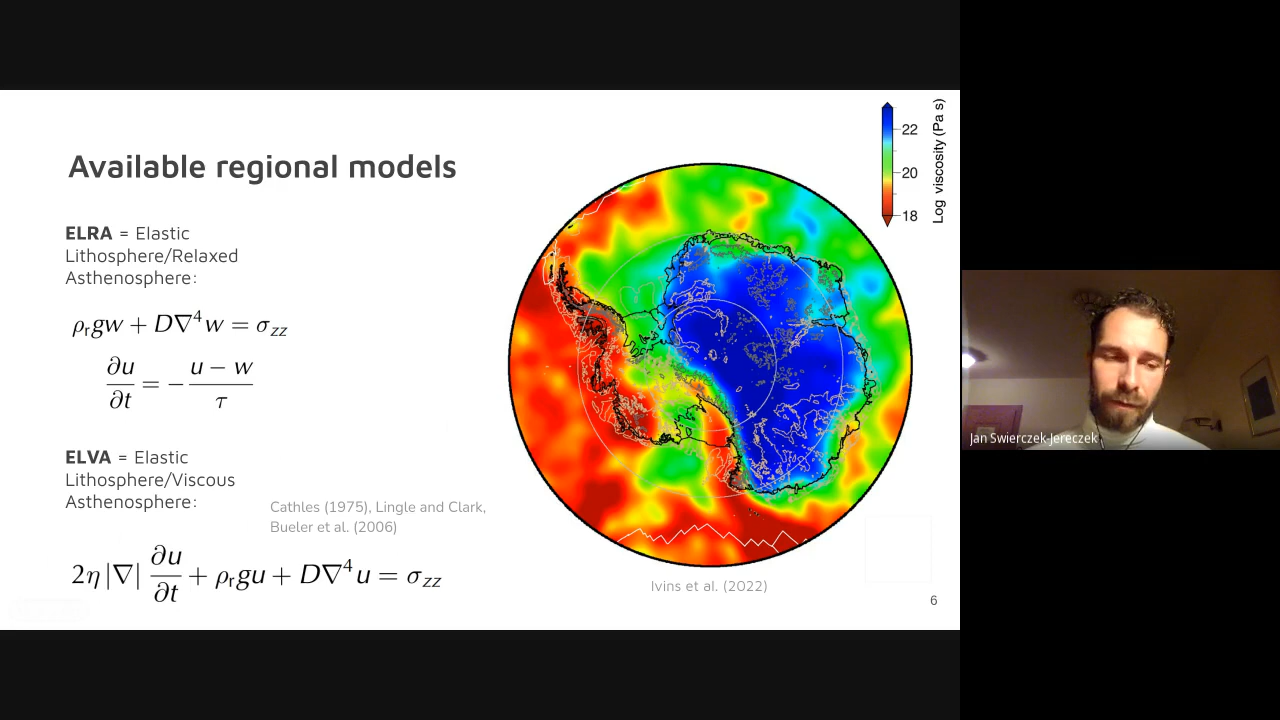 Available regional models
ELRA = Elastic
Lithosphere/Relaxed
Asthenosphere:
ρ_r gw + D∇⁴w = σ_zz
∂u/∂t = − (u − w)/τ
ELVA = Elastic
Lithosphere/Viscous
Asthenosphere:
Cathles (1975), Lingle and Clark,
Bueler et al. (2006)
2η |∇| ∂u/∂t + ρ_r gu + D∇⁴u = σ_zz
22
20
18
Log viscosity (Pa s)
Ivins et al. (2022)
6
Jan Swierczek-Jereczek